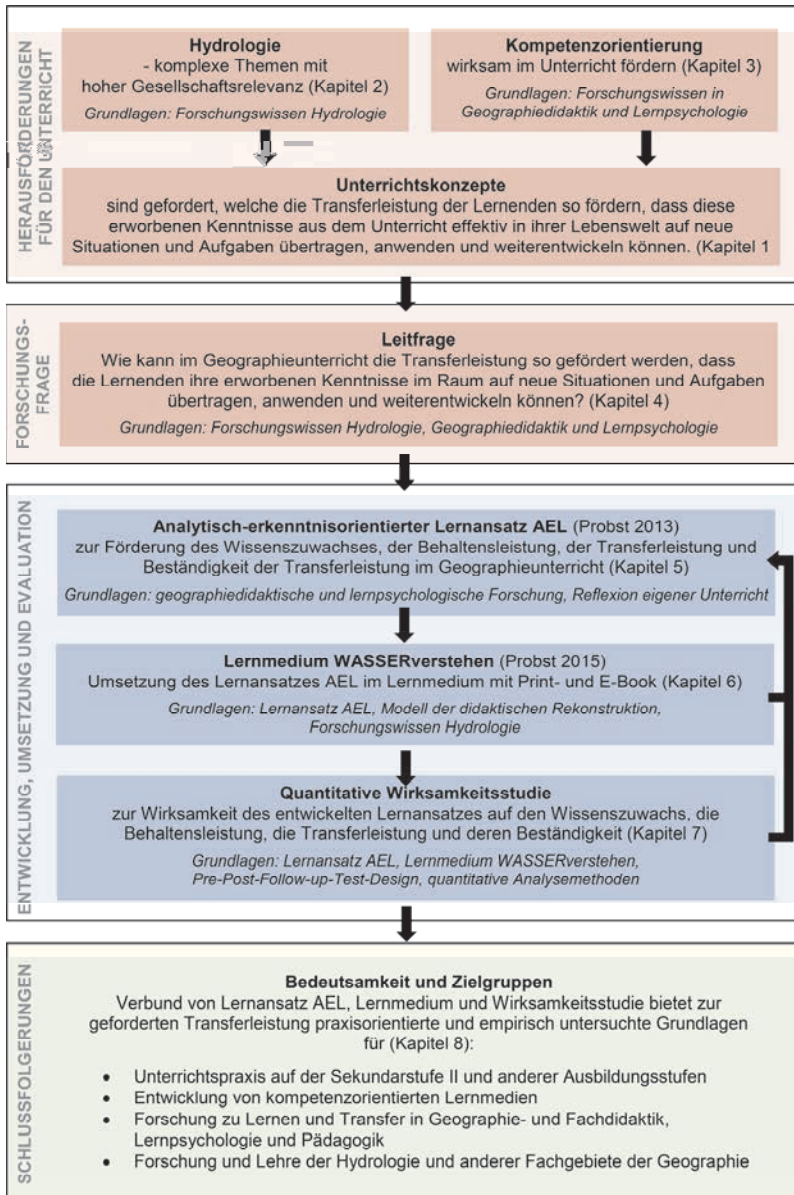 HERAUSFÖRDERUNGEN
FÜR DEN UNTERRICHT
Hydrologie
- komplexe Themen mit
hoher Gesellschaftsrelevanz (Kapitel 2)
Grundlagen: Forschungswissen Hydrologie
Kompetenzorientierung
wirksam im Unterricht fördern (Kapitel 3)
Grundlagen: Forschungswissen in
Geographiedidaktik und Lernpsychologie
Unterrichtskonzepte
sind gefordert, welche die Transferleistung der Lernenden so fördern, dass diese
erworbenen Kenntnisse aus dem Unterricht effektiv in ihrer Lebenswelt auf neue
Situationen und Aufgaben übertragen, anwenden und weiterentwickeln können. (Kapitel 1
FORSCHUNGS-
FRAGE
Leitfrage
Wie kann im Geographieunterricht die Transferleistung so gefördert werden, dass
die Lernenden ihre erworbenen Kenntnisse im Raum auf neue Situationen und Aufgaben
übertragen, anwenden und weiterentwickeln können? (Kapitel 4)
Grundlagen: Forschungswissen Hydrologie, Geographiedidaktik und Lernpsychologie
ENTWICKLUNG, UMSETZUNG UND EVALUATION
Analytisch-erkenntnisorientierter Lernansatz AEL (Probst 2013)
zur Förderung des Wissenszuwachses, der Behaltensleistung, der Transferleistung und
Beständigkeit der Transferleistung im Geographieunterricht (Kapitel 5)
Grundlagen: geographiedidaktische und lernpsychologische Forschung, Reflexion eigener Unterricht
Lernmedium WASSERverstehen (Probst 2015)
Umsetzung des Lernansatzes AEL im Lernmedium mit Print- und E-Book (Kapitel 6)
Grundlagen: Lernansatz AEL, Modell der didaktischen Rekonstruktion,
Forschungswissen Hydrologie
Quantitative Wirksamkeitsstudie
zur Wirksamkeit des entwickelten Lernansatzes auf den Wissenszuwachs, die
Behaltensleistung, die Transferleistung und deren Beständigkeit (Kapitel 7)
Grundlagen: Lernansatz AEL, Lernmedium WASSERverstehen,
Pre-Post-Follow-up-Test-Design, quantitative Analysemethoden
SCHLUSSFOLGERUNGEN
Bedeutsamkeit und Zielgruppen
Verbund von Lernansatz AEL, Lernmedium und Wirksamkeitsstudie bietet zur
geforderten Transferleistung praxisorientierte und empirisch untersuchte Grundlagen
für (Kapitel 8):
• Unterrichtspraxis auf der Sekundarstufe II und anderer Ausbildungsstufen
• Entwicklung von kompetenzorientierten Lernmedien
• Forschung zu Lernen und Transfer in Geographie- und Fachdidaktik,
Lernpsychologie und Pädagogik
• Forschung und Lehre der Hydrologie und anderer Fachgebiete der Geographie